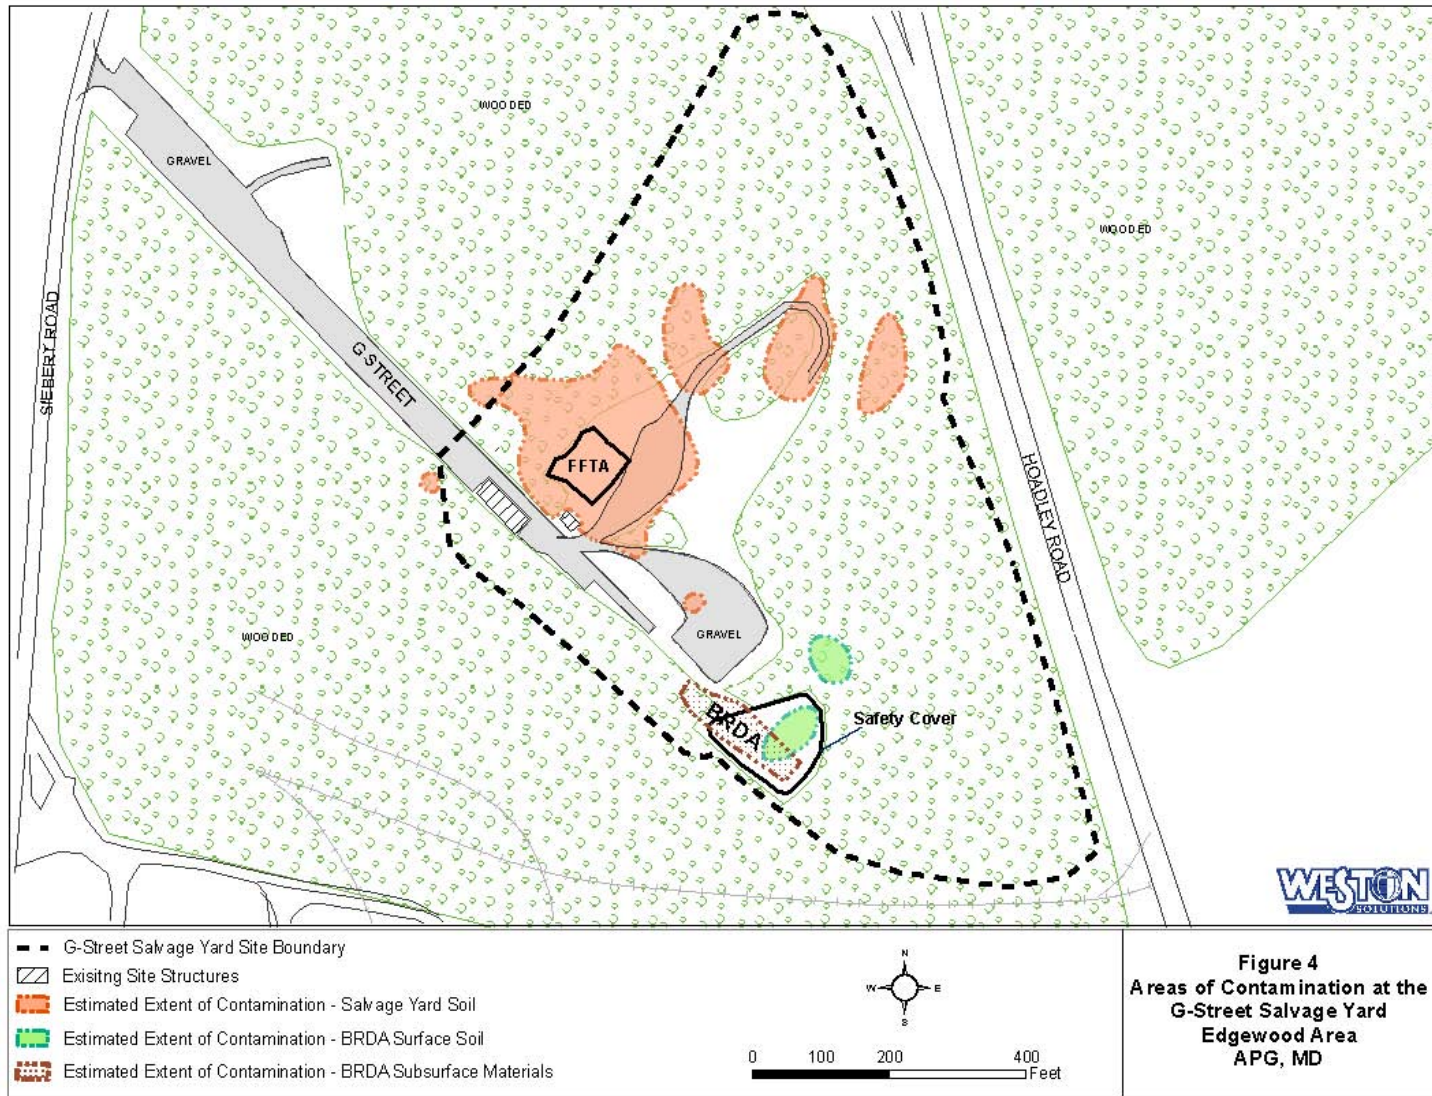 WOODED
GRAVEL
WOODED
SIEBERT ROAD
G-STREET
FFTA
HOADLEY ROAD
WOODED
GRAVEL
BRDA
Safety Cover
WESTON
SOLUTIONS
G-Street Salvage Yard Site Boundary
Exisitng Site Structures
Estimated Extent of Contamination - Salvage Yard Soil
Estimated Extent of Contamination - BRDA Surface Soil
Estimated Extent of Contamination - BRDA Subsurface Materials
N
W E
S
0 100 200 400
Feet
Figure 4
Areas of Contamination at the
G-Street Salvage Yard
Edgewood Area
APG, MD